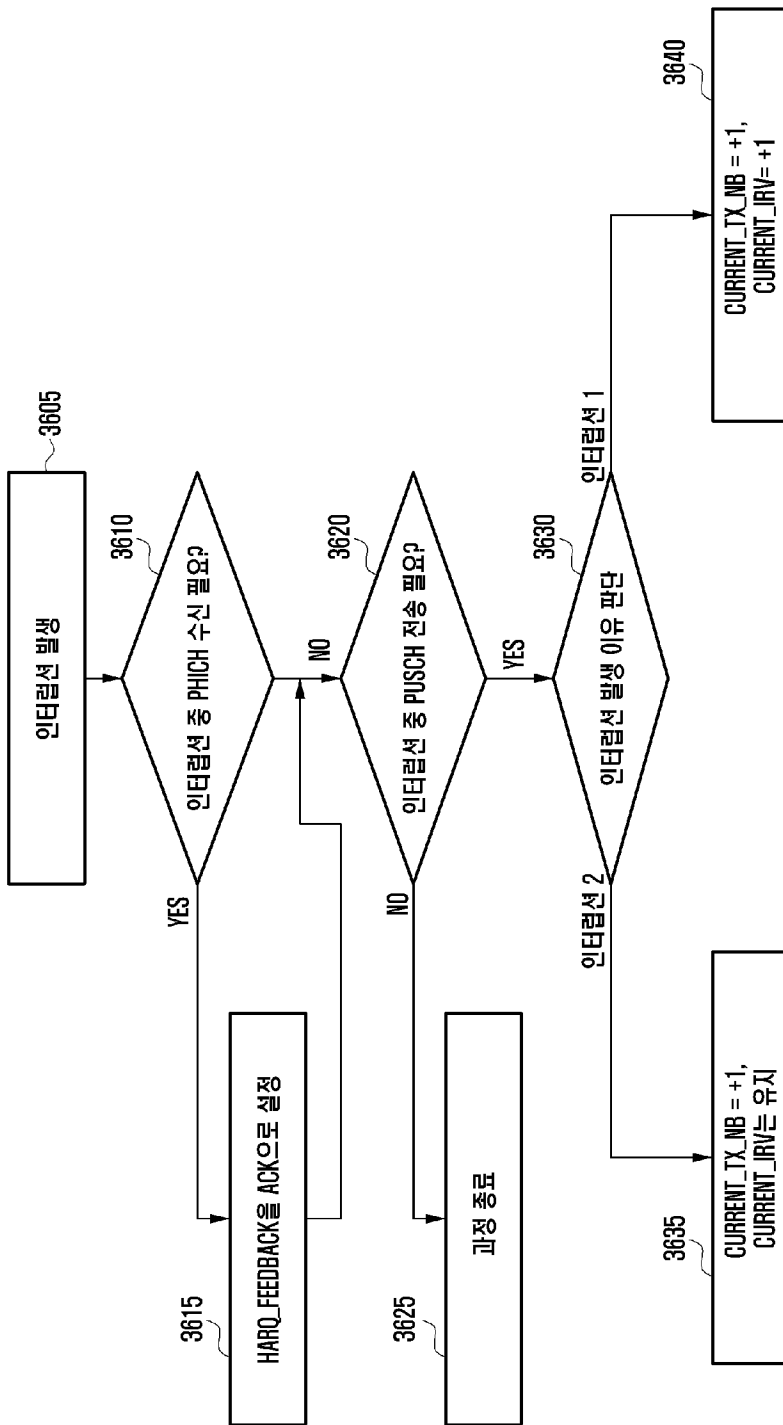 인터럽션 발생
3605
인터럽션 중 PHICH 수신 필요?
3610
YES
NO
HARQ_FEEDBACK을 ACK으로 설정
3615
인터럽션 중 PUSCH 전송 필요?
3620
NO
YES
과정 종료
3625
인터럽션 발생 이유 판단
3630
인터럽션 2
인터럽션 1
CURRENT_TX_NB = +1,
CURRENT_IRV는 유지
3635
CURRENT_TX_NB = +1,
CURRENT_IRV= +1
3640